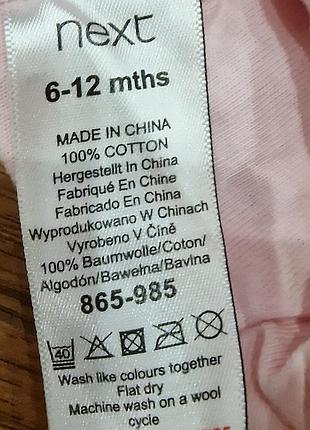 next
6-12 mths
MADE IN CHINA
100% COTTON
Hergestellt In China
Fabriqué En Chine
Fabricado En China
Wyprodukowano W Chinach
Vyrobeno V Číně
100% Baumwolle/Coton/
Algodón/Bawełna/Bavlna
865-985
40
Wash like colours together
Flat dry
Machine wash on a wool
cycle